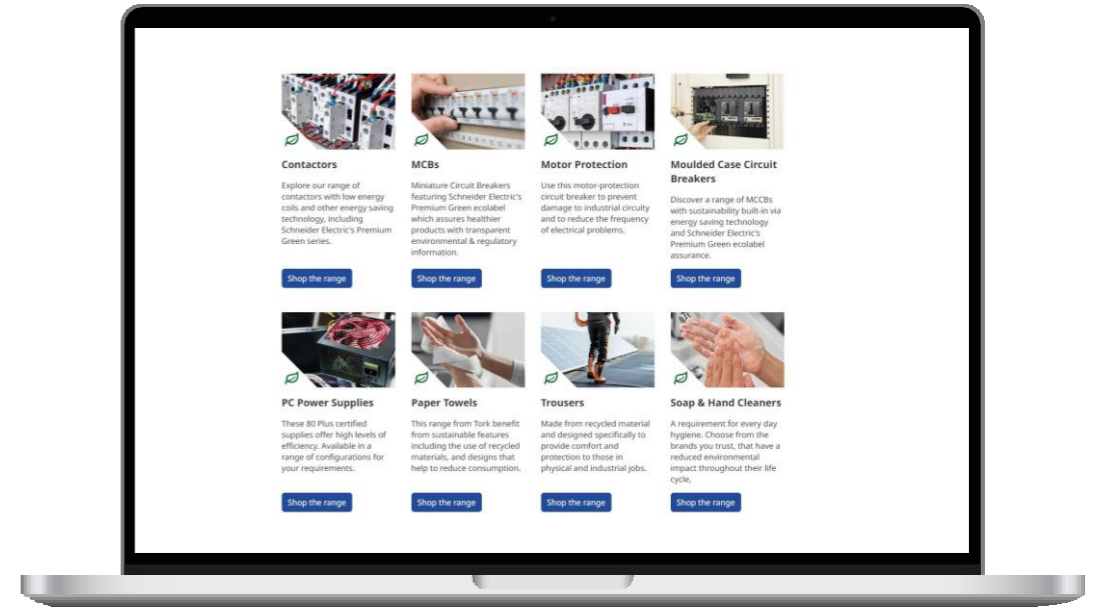 Contactors
Explore our range of
contactors with low energy
coils and other energy saving
technology, including
Schneider Electric's Premium
Green series.
Shop the range
MCBs
Miniature Circuit Breakers
featuring Schneider Electric's
Premium Green ecolabel
which assures healthier
products with transparent
environmental & regulatory
information.
Shop the range
Motor Protection
Use this motor-protection
circuit breaker to prevent
damage to industrial circuity
and to reduce the frequency
of electrical problems.
Shop the range
Moulded Case Circuit
Breakers
Discover a range of MCCBs
with sustainability built-in via
energy saving technology
and Schneider Electric's
Premium Green ecolabel
assurance.
Shop the range
PC Power Supplies
These 80 Plus certified
supplies offer high levels of
efficiency. Available in a
range of configurations for
your requirements.
Shop the range
Paper Towels
This range from Tork benefit
from sustainable features
including the use of recycled
materials, and designs that
help to reduce consumption.
Shop the range
Trousers
Made from recycled material
and designed specifically to
provide comfort and
protection to those in
physical and industrial jobs.
Shop the range
Soap & Hand Cleaners
A requirement for every day
hygiene. Choose from the
brands you trust, that have a
reduced environmental
impact throughout their life
cycle,
Shop the range